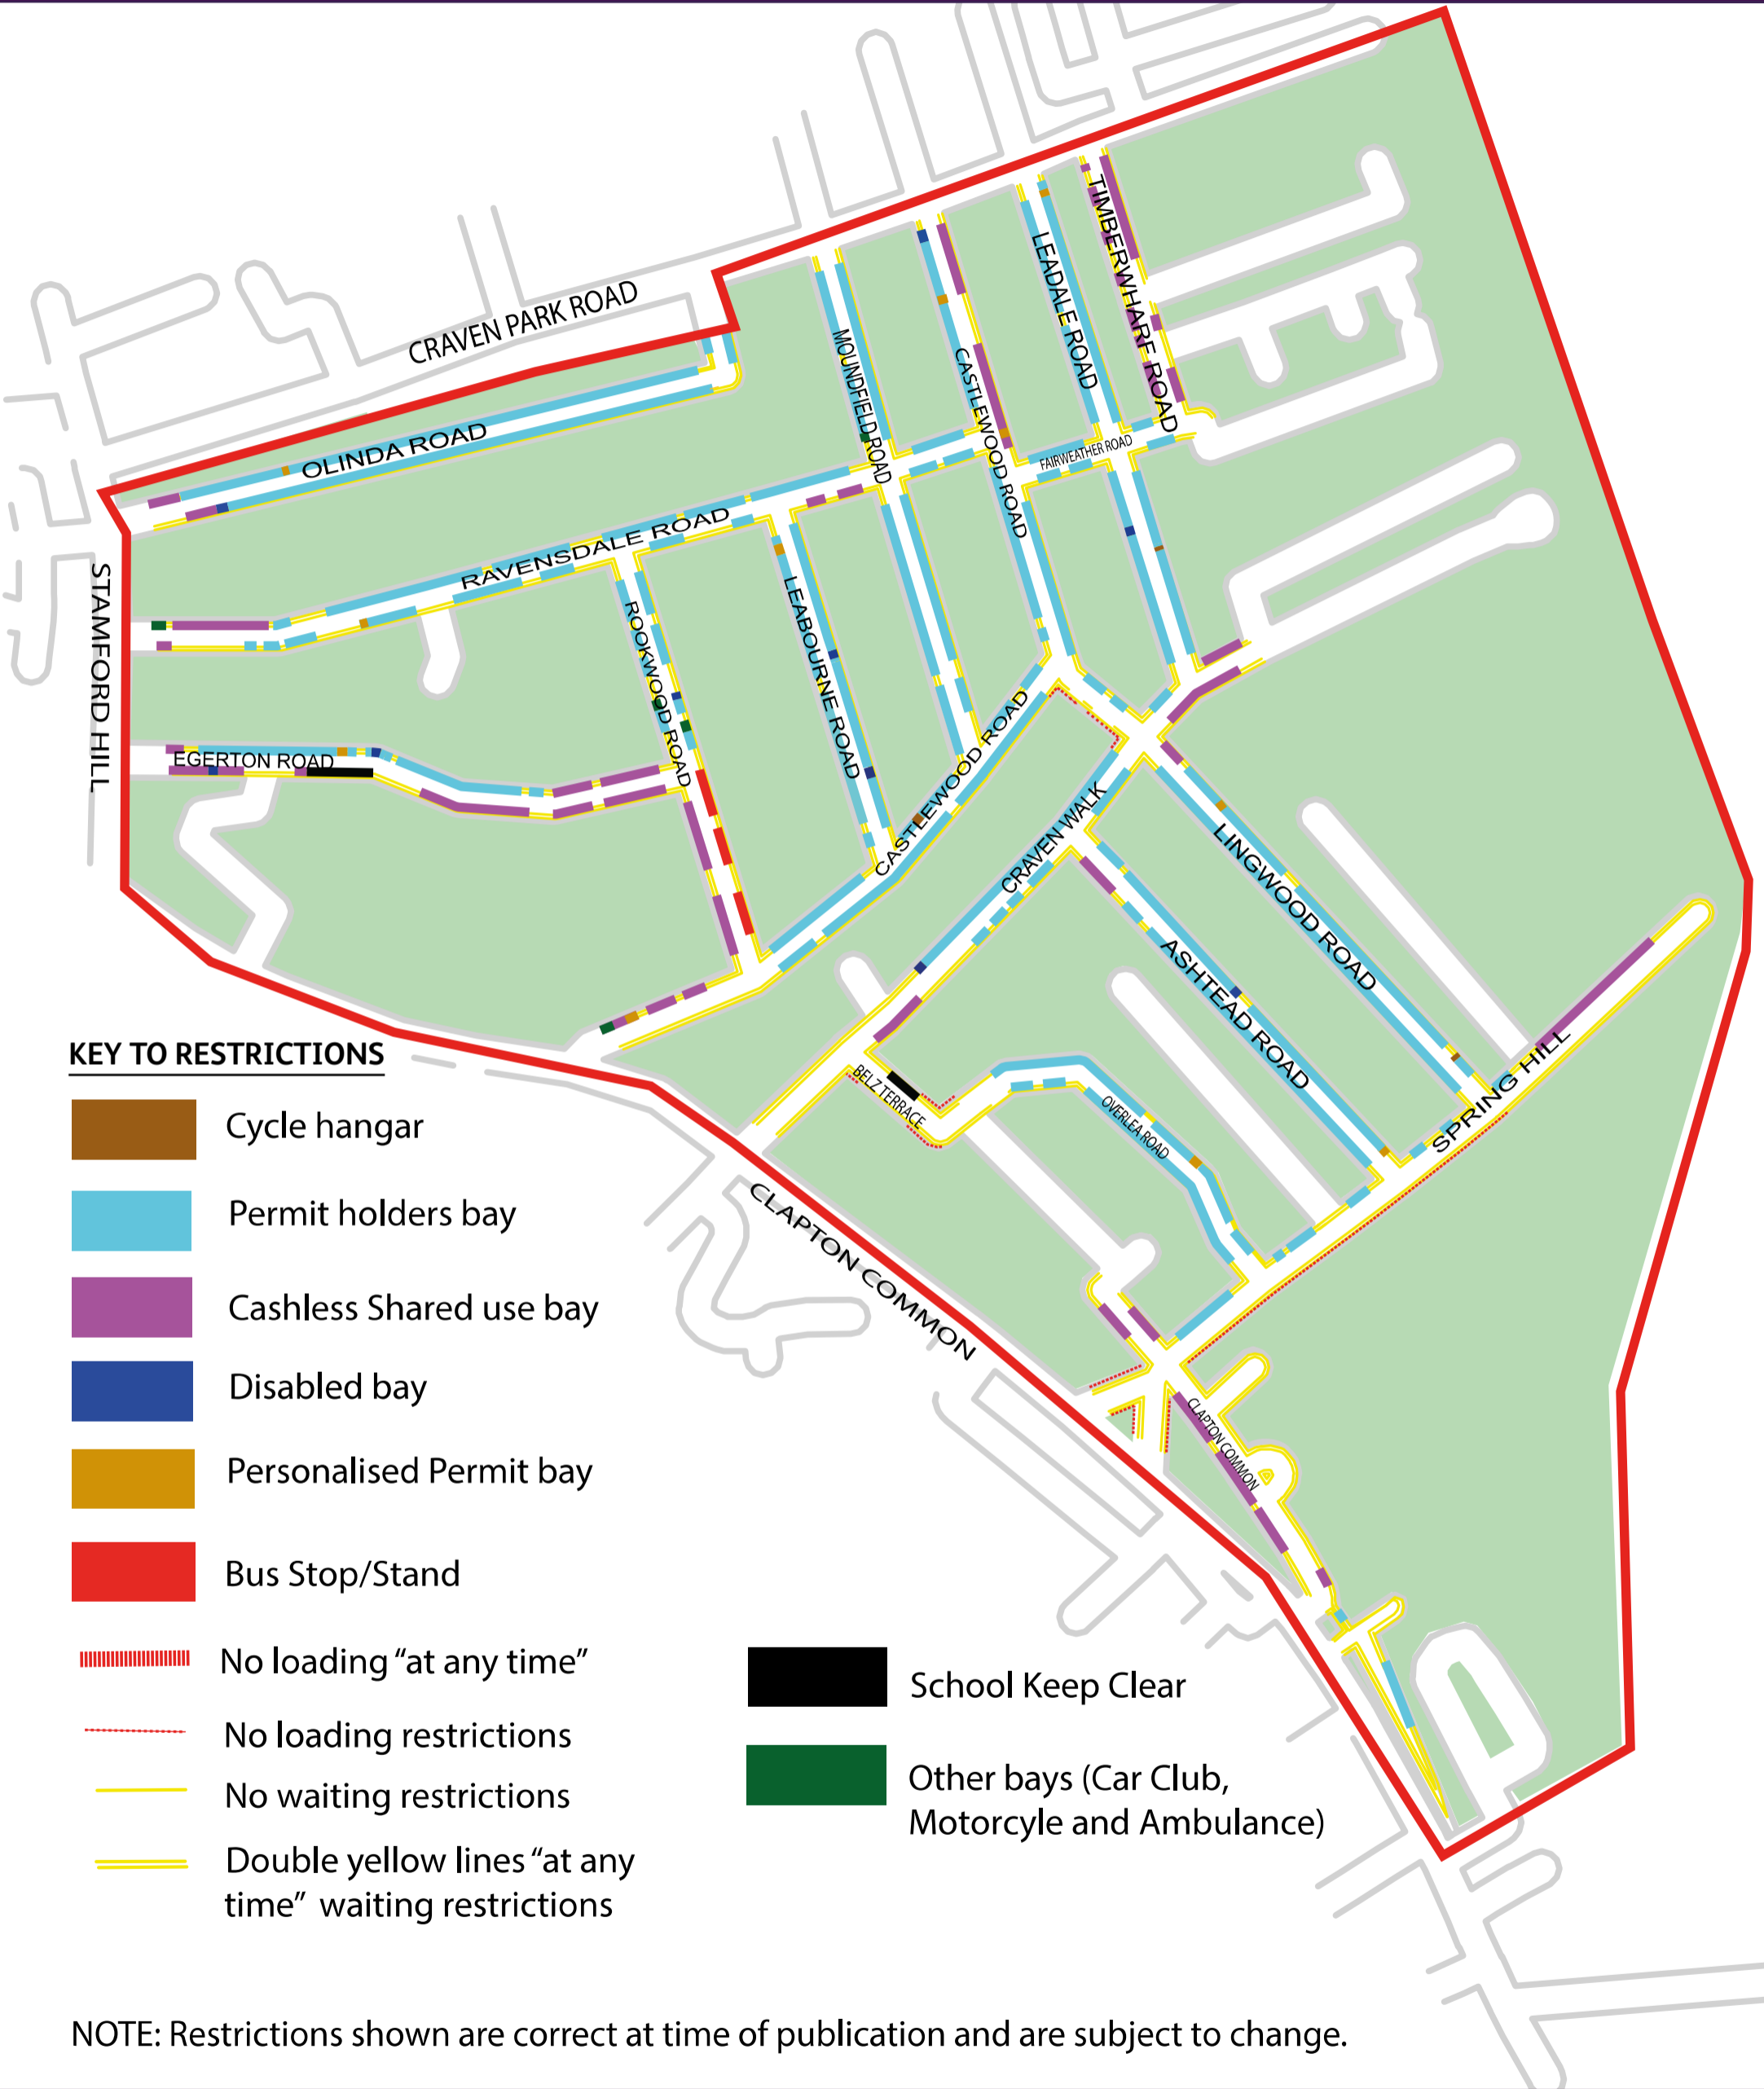 CRAVEN PARK ROAD
TIMBERWHARF ROAD
LEADALE ROAD
MOUNDFIELD ROAD
CASTLEWOOD ROAD
OLINDA ROAD
FAIRWEATHER ROAD
RAVENSDALE ROAD
STAMFORD HILL
ROOKWOOD ROAD
LEABOURNE ROAD
EGERTON ROAD
CASTLEWOOD ROAD
CRAVEN WALK
LINGWOOD ROAD
ASHTEAD ROAD
SPRING HILL
BELZ TERRACE
OVERLEA ROAD
CLAPTON COMMON
CLAPTON COMMON
KEY TO RESTRICTIONS
Cycle hangar
Permit holders bay
Cashless Shared use bay
Disabled bay
Personalised Permit bay
Bus Stop/Stand
No loading “at any time”
No loading restrictions
No waiting restrictions
Double yellow lines “at any
time”  waiting restrictions
School Keep Clear
Other bays (Car Club,
Motorcyle and Ambulance)
NOTE: Restrictions shown are correct at time of publication and are subject to change.